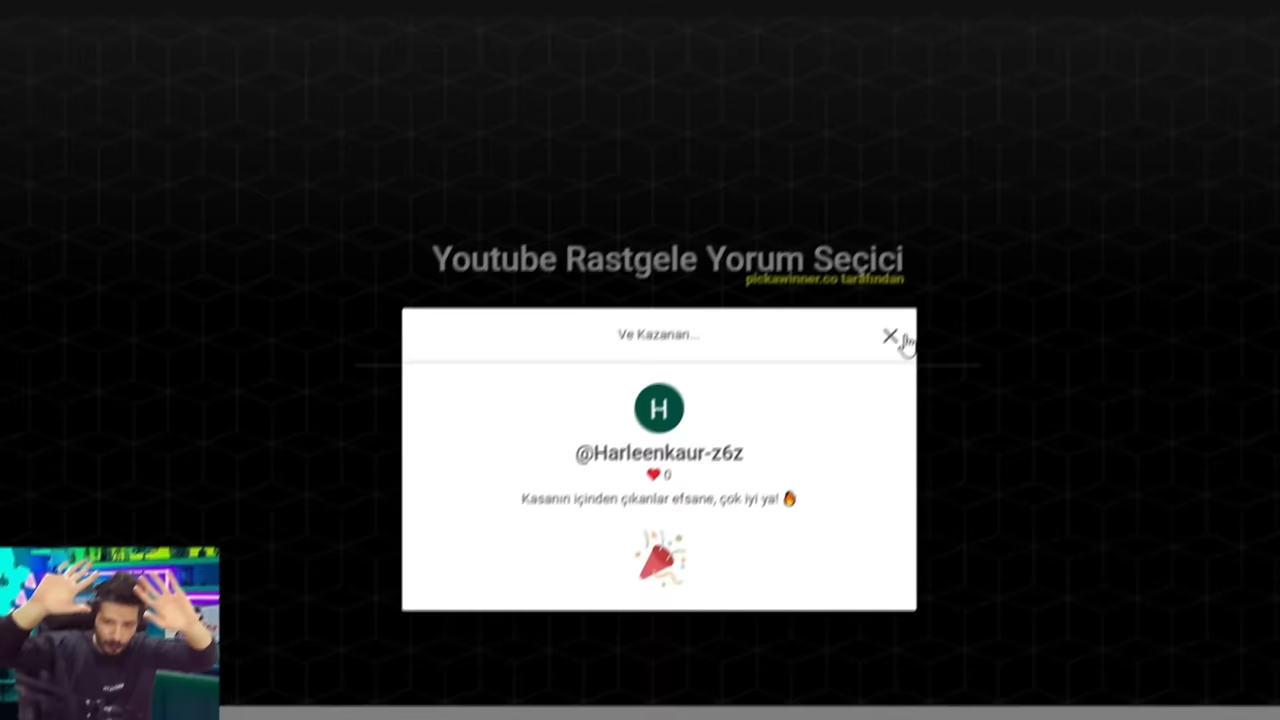 Youtube Rastgele Yorum Seçici
pickawinner.co tarafından
Ve Kazanan...
H
@Harleenkaur-z6z
❤️ 0
Kasanın içinden çıkanlar efsane, çok iyi ya! 🔥